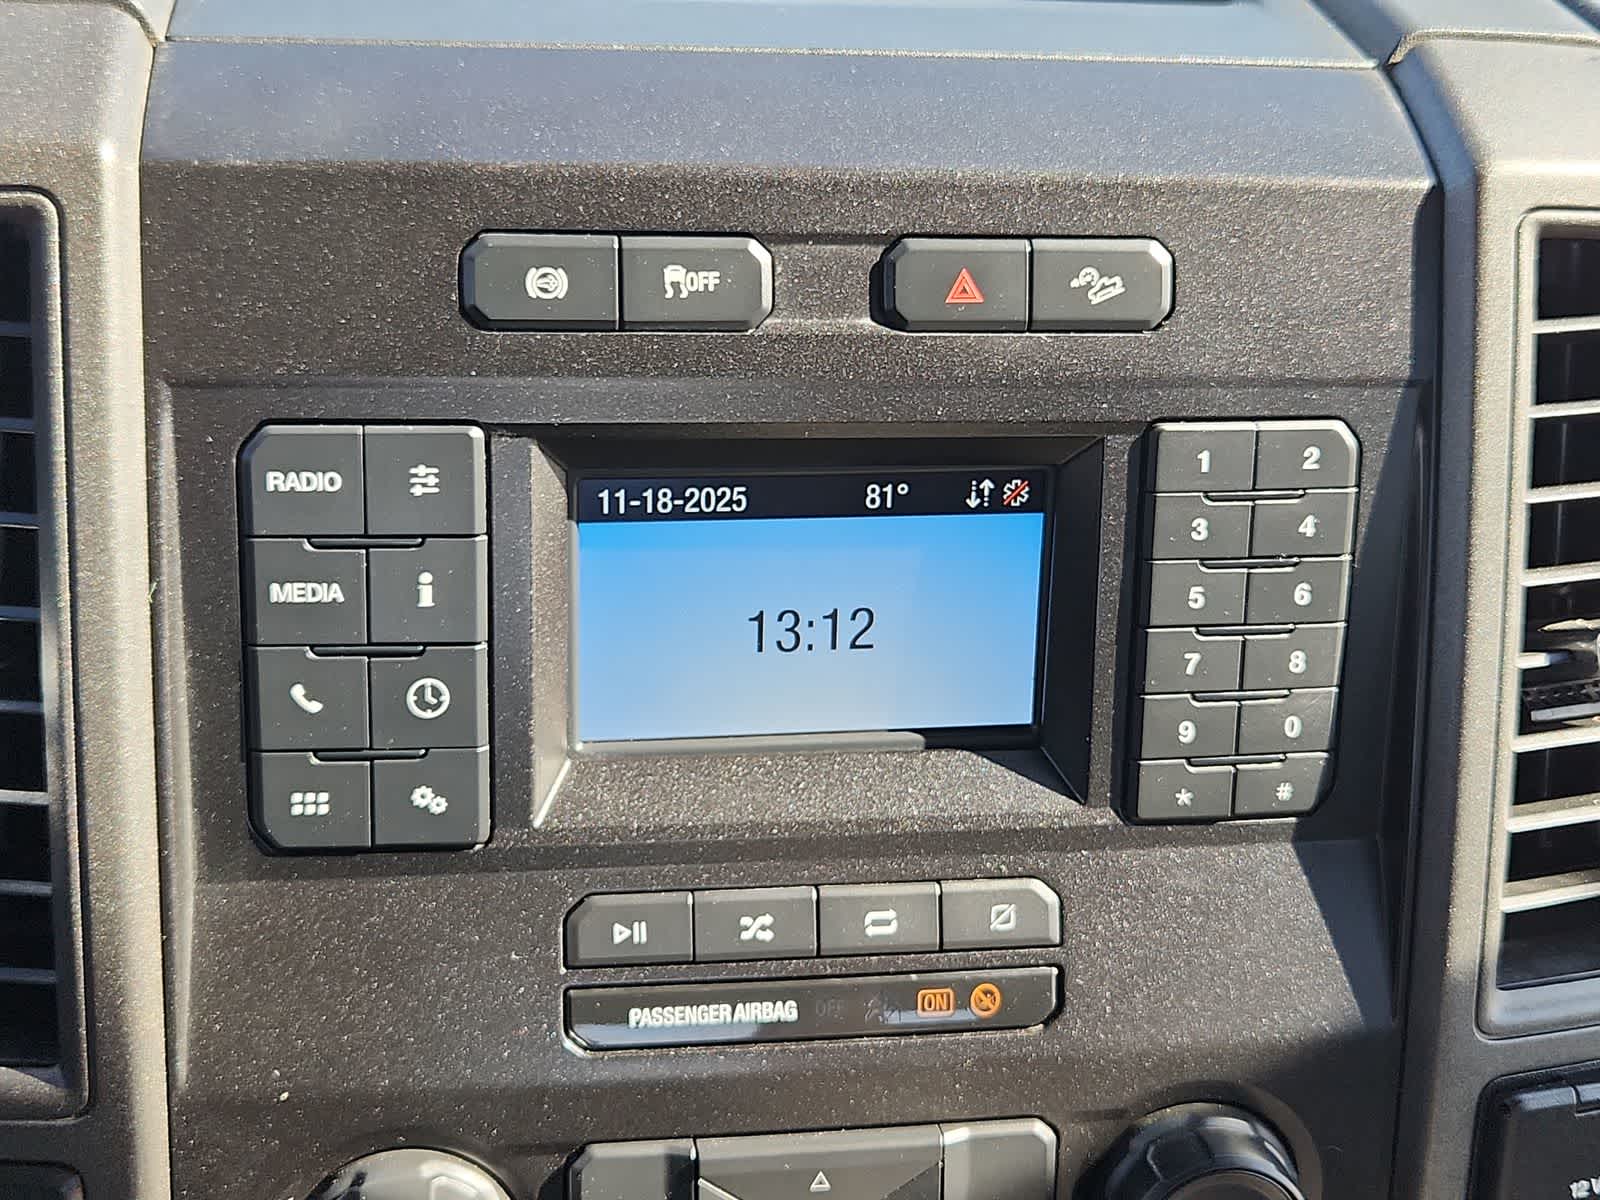 OFF
RADIO
MEDIA
11-18-2025 81°
13:12
1 2
3 4
5 6
7 8
9 0
* #
PASSENGER AIRBAG OFF ON
12V